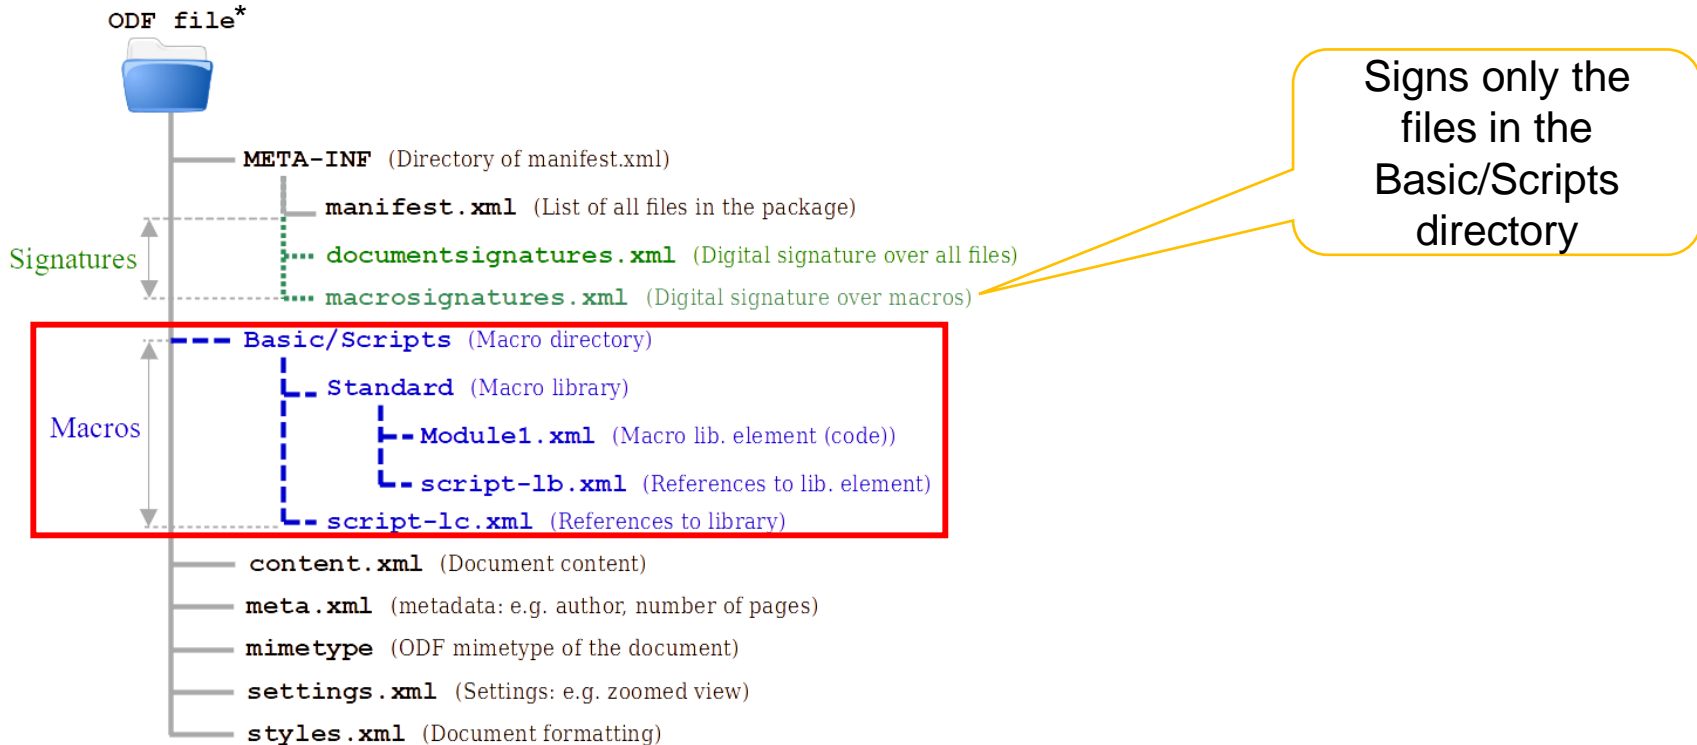 ODF file*
Signs only the
files in the
Basic/Scripts
directory
META-INF (Directory of manifest.xml)
manifest.xml (List of all files in the package)
Signatures
documentsignatures.xml (Digital signature over all files)
macrosignatures.xml (Digital signature over macros)
Basic/Scripts (Macro directory)
Standard (Macro library)
Macros
Module1.xml (Macro lib. element (code))
script-lb.xml (References to lib. element)
script-lc.xml (References to library)
content.xml (Document content)
meta.xml (metadata: e.g. author, number of pages)
mimetype (ODF mimetype of the document)
settings.xml (Settings: e.g. zoomed view)
styles.xml (Document formatting)